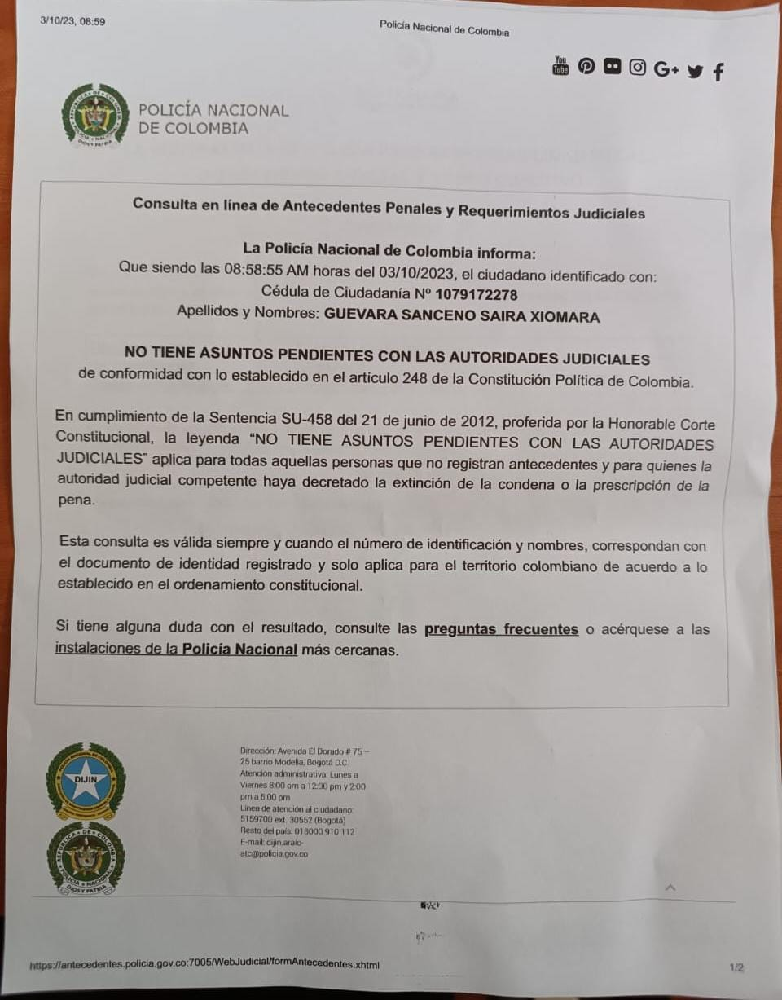 3/10/23, 08:59
Policía Nacional de Colombia
You
Tube
G+
POLICÍA NACIONAL
DE COLOMBIA
Consulta en línea de Antecedentes Penales y Requerimientos Judiciales
La Policía Nacional de Colombia informa:
Que siendo las 08:58:55 AM horas del 03/10/2023, el ciudadano identificado con:
Cédula de Ciudadanía Nº 1079172278
Apellidos y Nombres: GUEVARA SANCENO SAIRA XIOMARA
NO TIENE ASUNTOS PENDIENTES CON LAS AUTORIDADES JUDICIALES
de conformidad con lo establecido en el artículo 248 de la Constitución Política de Colombia.
En cumplimiento de la Sentencia SU-458 del 21 de junio de 2012, proferida por la Honorable Corte
Constitucional, la leyenda “NO TIENE ASUNTOS PENDIENTES CON LAS AUTORIDADES
JUDICIALES” aplica para todas aquellas personas que no registran antecedentes y para quienes la
autoridad judicial competente haya decretado la extinción de la condena o la prescripción de la
pena.
Esta consulta es válida siempre y cuando el número de identificación y nombres, correspondan con
el documento de identidad registrado y solo aplica para el territorio colombiano de acuerdo a lo
establecido en el ordenamiento constitucional.
Si tiene alguna duda con el resultado, consulte las preguntas frecuentes o acérquese a las
instalaciones de la Policía Nacional más cercanas.
DIJIN
Dirección: Avenida El Dorado # 75 –
25 barrio Modelia, Bogotá D.C.
Atención administrativa: Lunes a
Viernes 8:00 am a 12:00 pm y 2:00
pm a 5:00 pm
Línea de atención al ciudadano:
5159700 ext. 30552 (Bogotá)
Resto del país: 018000 910 112
E-mail: dijin.araic-
atc@policia.gov.co
REPUBLICA DE COLOMBIA
POLICIA NACIONAL
DIOS Y PATRIA
https://antecedentes.policia.gov.co:7005/WebJudicial/formAntecedentes.xhtml
1/2